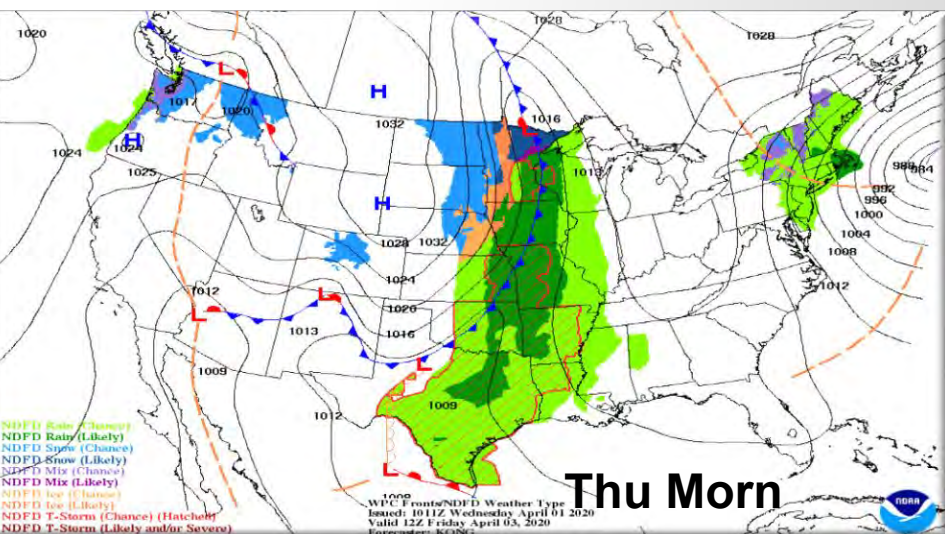 1020
1028
1028
L
1017
1020
H
1032
L
1016
1024
H
1024
1025
1013
988
984
992
996
1000
1004
1008
1012
H
1028
1032
1024
1020
1016
1012
L
L
1013
1009
L
1012
1009
L
1008
NDFD Rain (Chance)
NDFD Rain (Likely)
NDFD Snow (Chance)
NDFD Snow (Likely)
NDFD Mix (Chance)
NDFD Mix (Likely)
NDFD Ice (Chance)
NDFD Ice (Likely)
NDFD T-Storm (Chance) (Hatched)
NDFD T-Storm (Likely and/or Severe)
WPC Fronts/NDFD Weather Type
Issued: 1011Z Wednesday April 01 2020
Valid 12Z Friday April 03, 2020
Forecaster: KONG
Thu Morn
NOAA